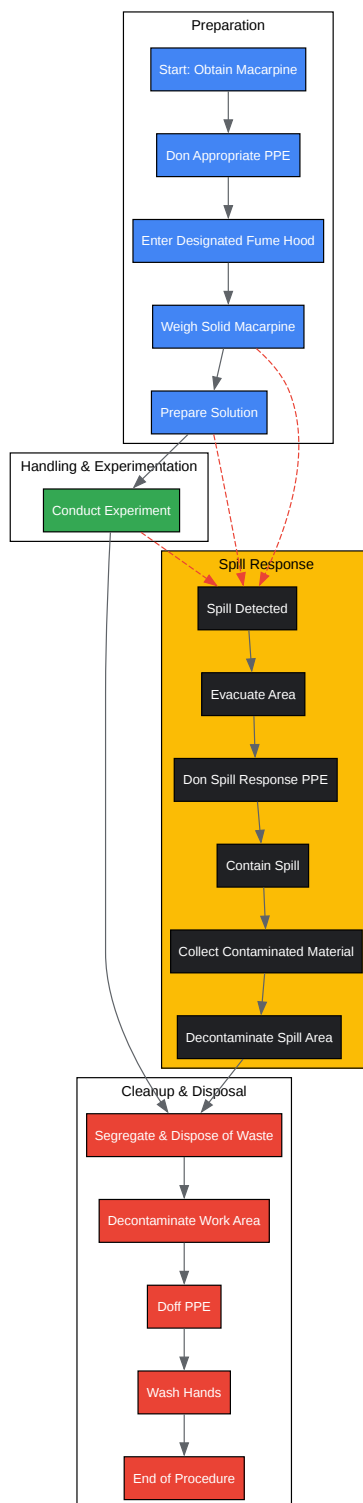 Preparation
Start: Obtain Macarpine
Don Appropriate PPE
Enter Designated Fume Hood
Weigh Solid Macarpine
Prepare Solution
Handling & Experimentation
Conduct Experiment
Spill Response
Spill Detected
Evacuate Area
Don Spill Response PPE
Contain Spill
Collect Contaminated Material
Decontaminate Spill Area
Cleanup & Disposal
Segregate & Dispose of Waste
Decontaminate Work Area
Doff PPE
Wash Hands
End of Procedure